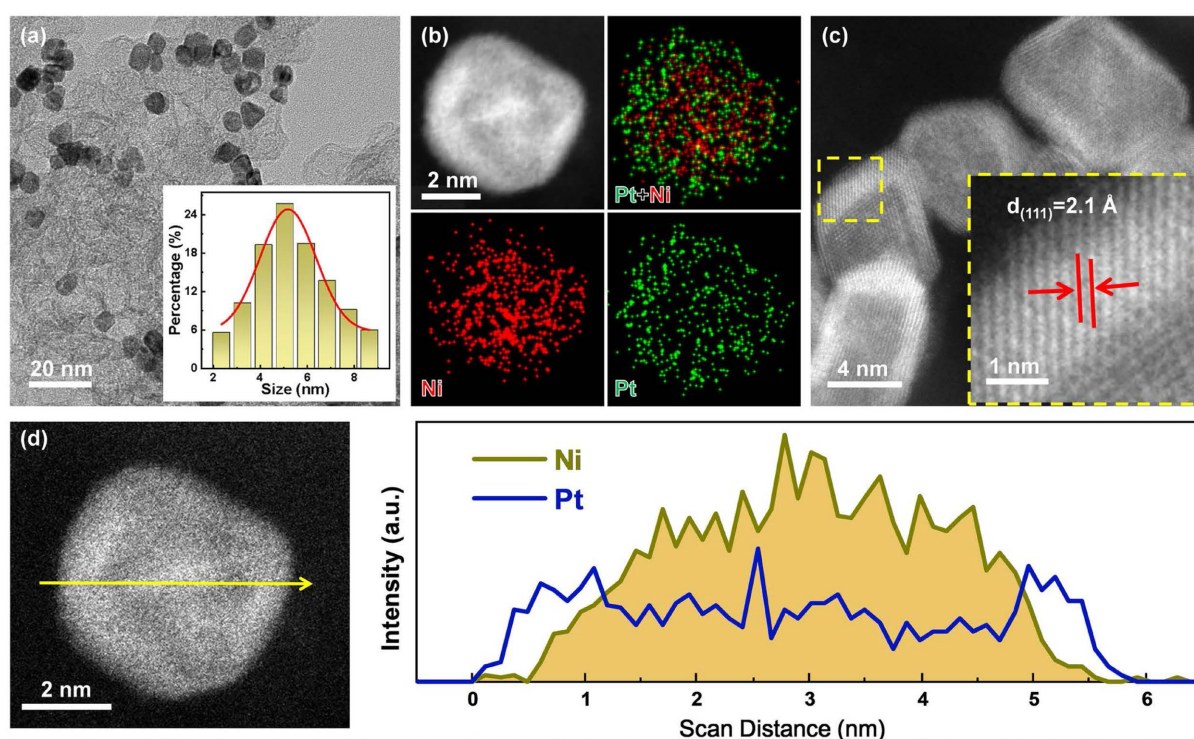 (a)
20 nm
Percentage (%)
24
18
12
6
0
2 4 6 8
Size (nm)
(b)
2 nm
Pt+Ni
Ni
Pt
(c)
d(111)=2.1 Å
4 nm
1 nm
(d)
2 nm
Intensity (a.u.)
Ni
Pt
0 1 2 3 4 5 6
Scan Distance (nm)